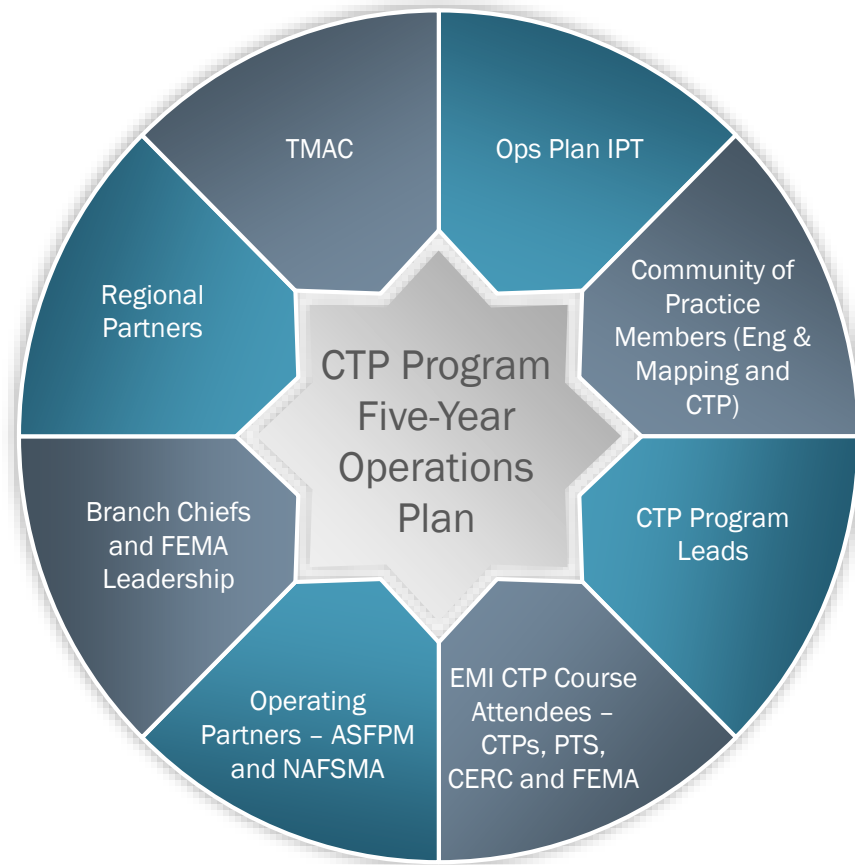 TMAC
Ops Plan IPT
Community of
Practice
Members (Eng &
Mapping and
CTP)
CTP Program
Leads
EMI CTP Course
Attendees –
CTPs, PTS,
CERC and FEMA
Operating
Partners – ASFPM
and NAFSMA
Branch Chiefs
and FEMA
Leadership
Regional
Partners
CTP Program
Five-Year
Operations
Plan